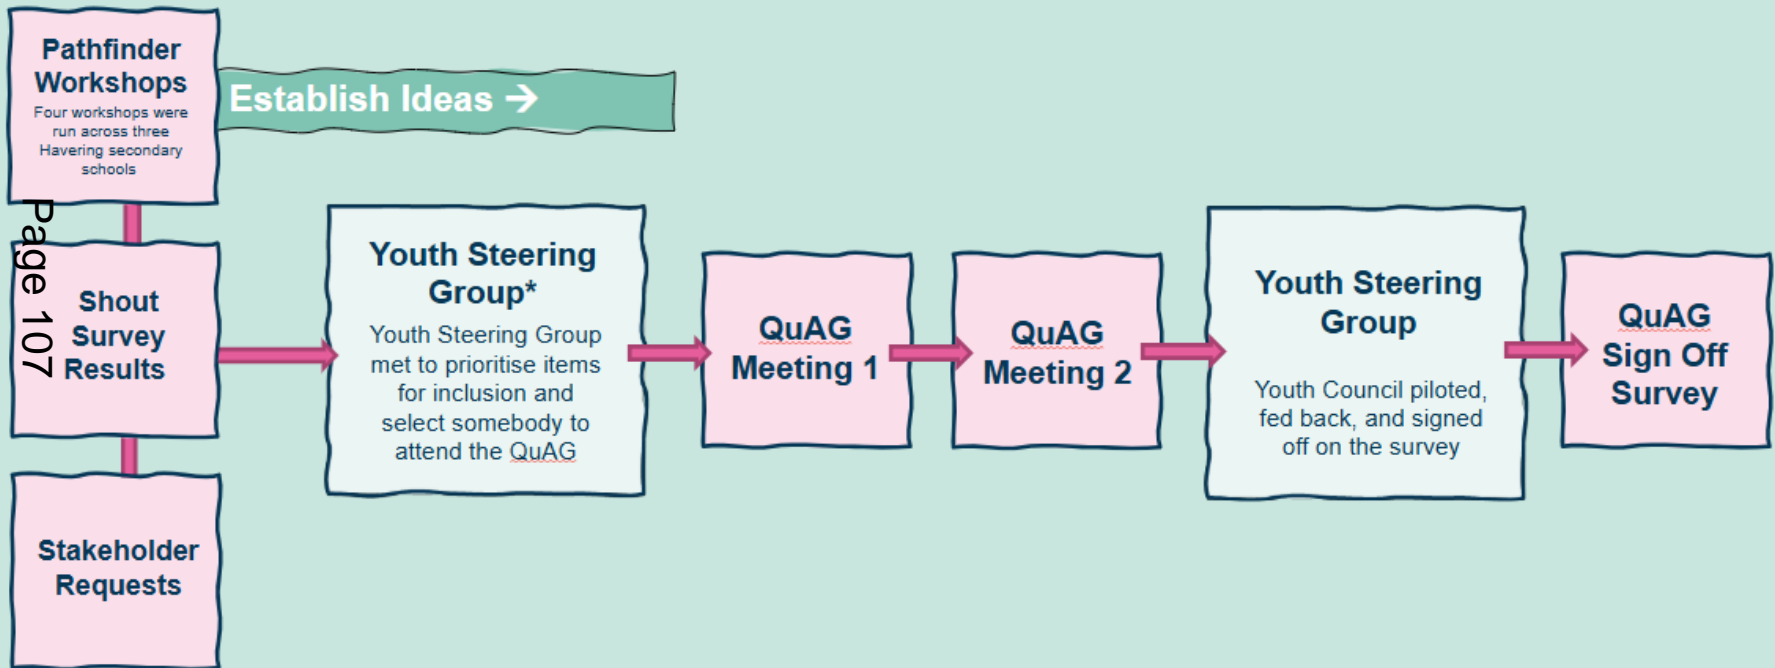 Pathfinder
Workshops
Four workshops were
run across three
Havering secondary
schools
Establish Ideas →
Page 107
Shout
Survey
Results
Stakeholder
Requests
Youth Steering
Group*
Youth Steering Group
met to prioritise items
for inclusion and
select somebody to
attend the QuAG
QuAG
Meeting 1
QuAG
Meeting 2
Youth Steering
Group
Youth Council piloted,
fed back, and signed
off on the survey
QuAG
Sign Off
Survey